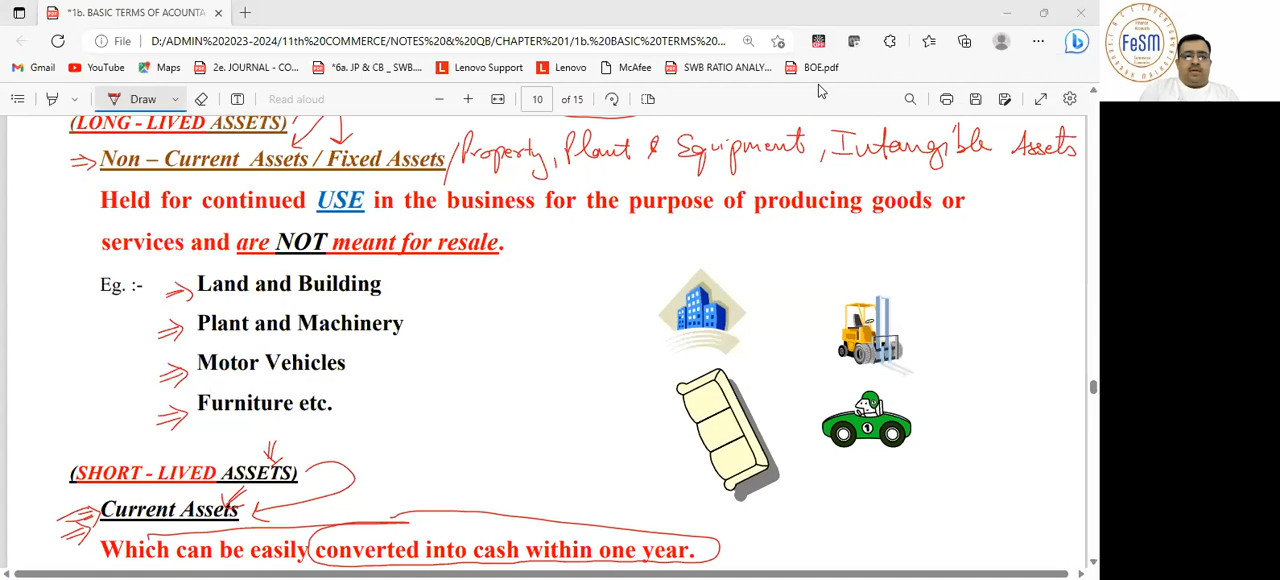 *1b. BASIC TERMS OF ACOUNTA
File D:/ADMIN%202023-2024/11th%20COMMERCE/NOTES%20&%20QB/CHAPTER%201/1b.%20BASIC%20TERMS...
Gmail YouTube Maps 2e. JOURNAL - CO... *6a. JP & CB _ SWB.... Lenovo Support Lenovo McAfee SWB RATIO ANALY... BOE.pdf
Draw Read aloud 10 of 15
(LONG - LIVED ASSETS)
Non – Current Assets / Fixed Assets / Property, Plant & Equipment, Intangible Assets
Held for continued USE in the business for the purpose of producing goods or
services and are NOT meant for resale.
Eg. :- Land and Building
Plant and Machinery
Motor Vehicles
Furniture etc.
(SHORT - LIVED ASSETS)
Current Assets
Which can be easily converted into cash within one year.
1
FeSM
OFF